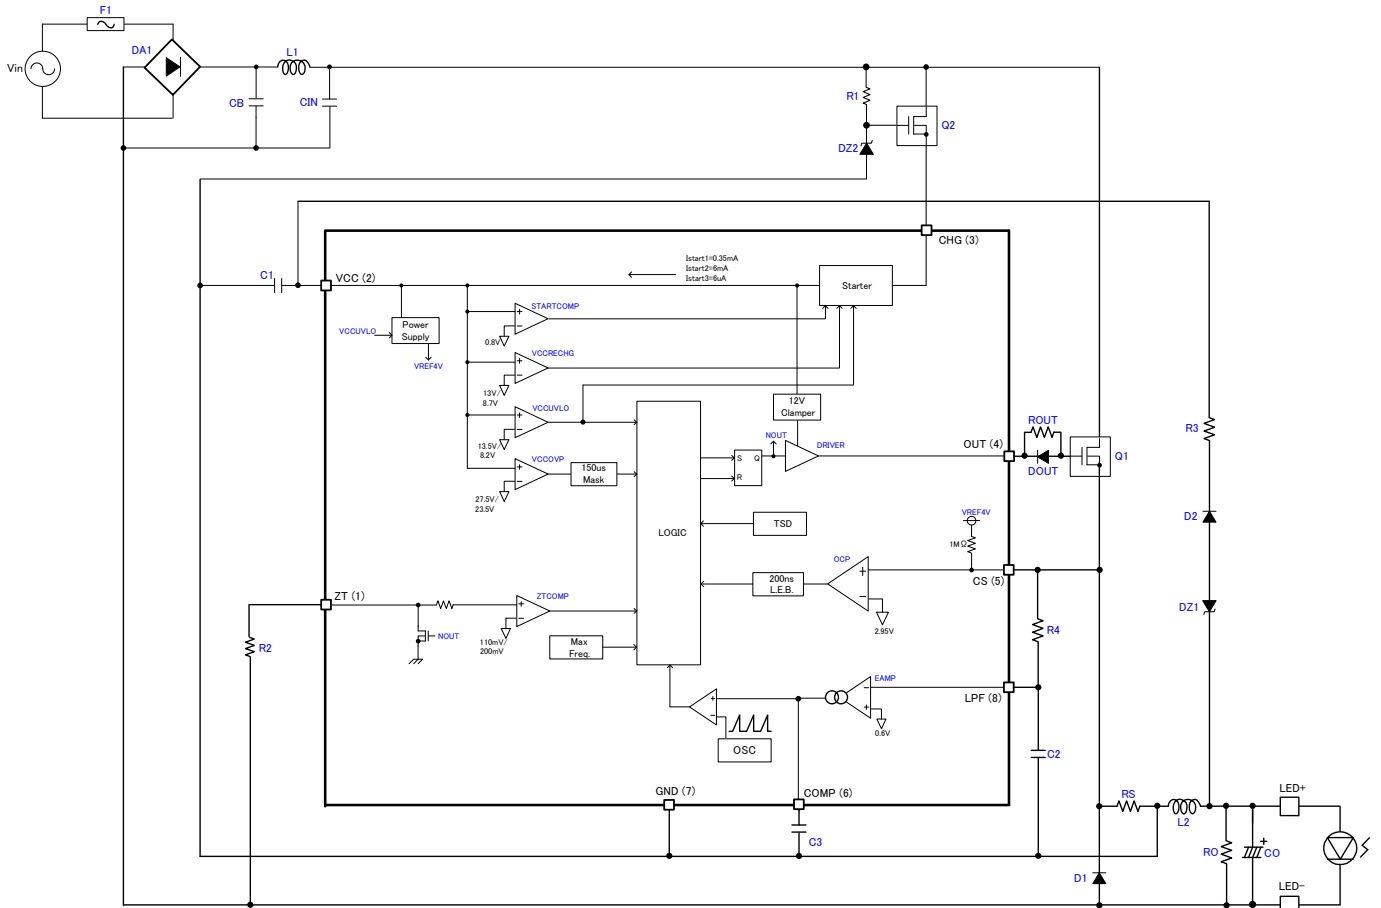 F1
DA1
Vin
L1
CB
CIN
R1
Q2
DZ2
CHG (3)
C1
VCC (2)
Istart1=0.35mA
Istart2=6mA
Istart3=6uA
Starter
STARTCOMP
Power
Supply
VCCUVLO
VREF4V
0.8V
VCCRECHG
13V/
8.7V
VCCUVLO
13.5V/
8.2V
12V
Clamper
VCCOVP
150us
Mask
27.5V/
23.5V
S
Q
R
NOUT
DRIVER
OUT (4)
ROUT
DOUT
Q1
R3
LOGIC
TSD
VREF4V
1MΩ
D2
OCP
200ns
L.E.B.
CS (5)
2.95V
ZT (1)
ZTCOMP
NOUT
110mV/
200mV
Max
Freq.
R2
R4
DZ1
EAMP
LPF (8)
0.6V
OSC
C2
GND (7)
COMP (6)
C3
RS
L2
LED+
RO
CO
+
D1
LED-